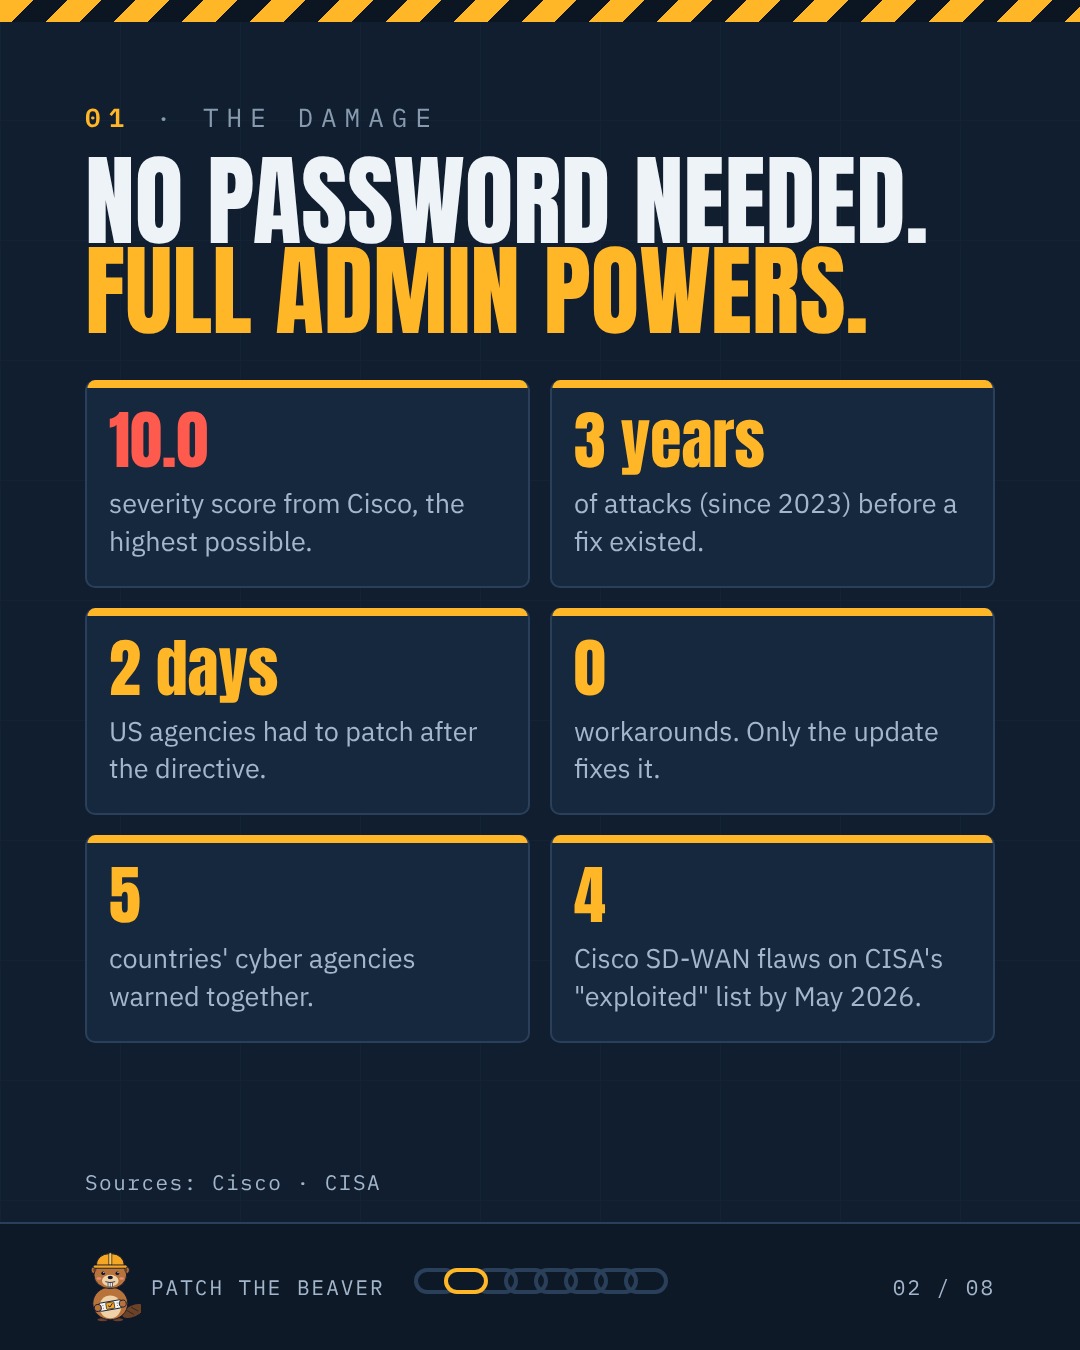 01 · THE DAMAGE
NO PASSWORD NEEDED.
FULL ADMIN POWERS.
10.0
severity score from Cisco, the
highest possible.
3 years
of attacks (since 2023) before a
fix existed.
2 days
US agencies had to patch after
the directive.
0
workarounds. Only the update
fixes it.
5
countries' cyber agencies
warned together.
4
Cisco SD-WAN flaws on CISA's
"exploited" list by May 2026.
Sources: Cisco · CISA
PATCH THE BEAVER
02 / 08